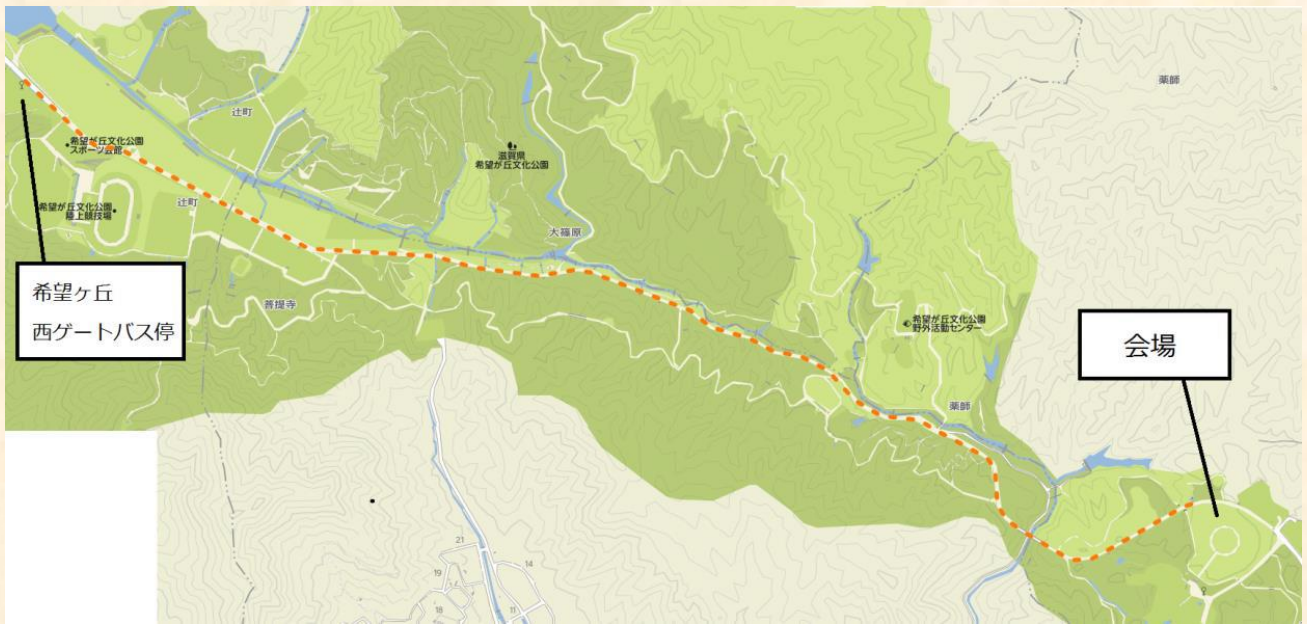 薬師
辻町
希望が丘文化公園
スポーツ会館
滋賀県
希望が丘文化公園
辻町
希望が丘文化公園
陸上競技場
大篠原
希望ヶ丘
西ゲートバス停
菩提寺
希望が丘文化公園
野外活動センター
会場
薬師
21
14
19
18
11